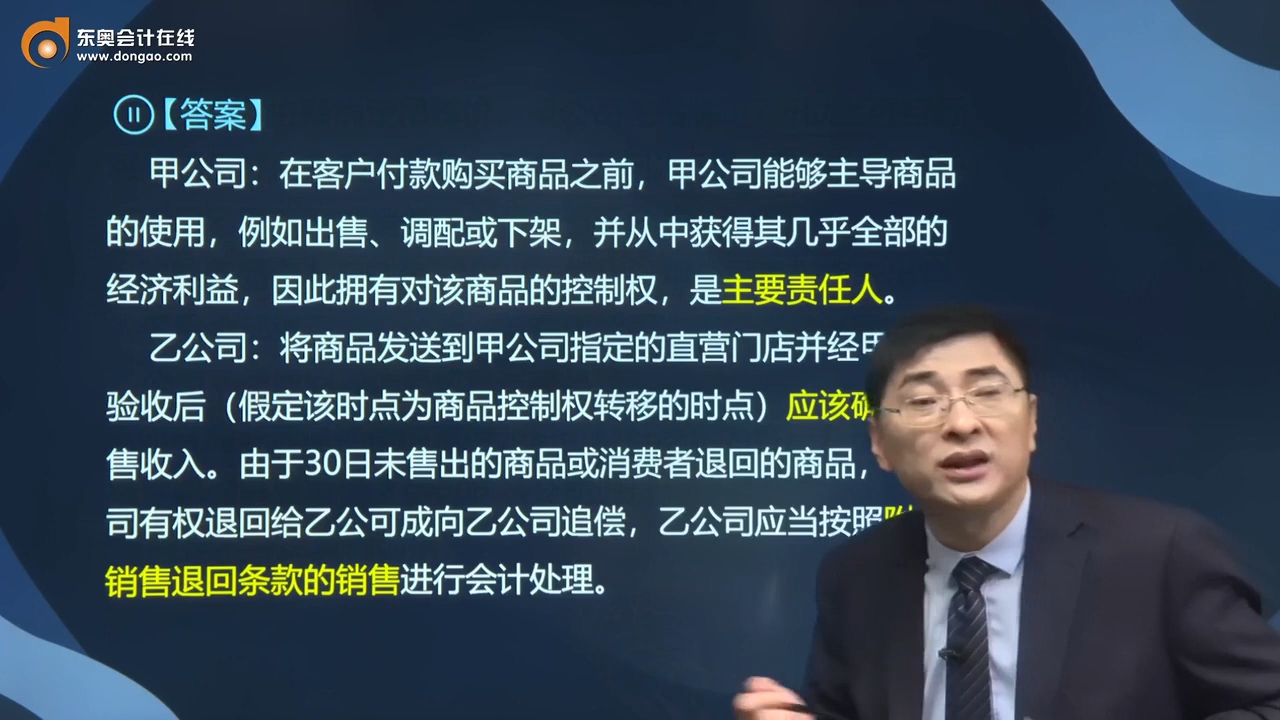 东奥会计在线
www.dongao.com
【答案】
甲公司：在客户付款购买商品之前，甲公司能够主导商品
的使用，例如出售、调配或下架，并从中获得其几乎全部的
经济利益，因此拥有对该商品的控制权，是主要责任人。
乙公司：将商品发送到甲公司指定的直营门店并经
验收后（假定该时点为商品控制权转移的时点）应该
售收入。由于30日未售出的商品或消费者退回的商品，
司有权退回给乙公可成向乙公司追偿，乙公司应当按照
销售退回条款的销售进行会计处理。